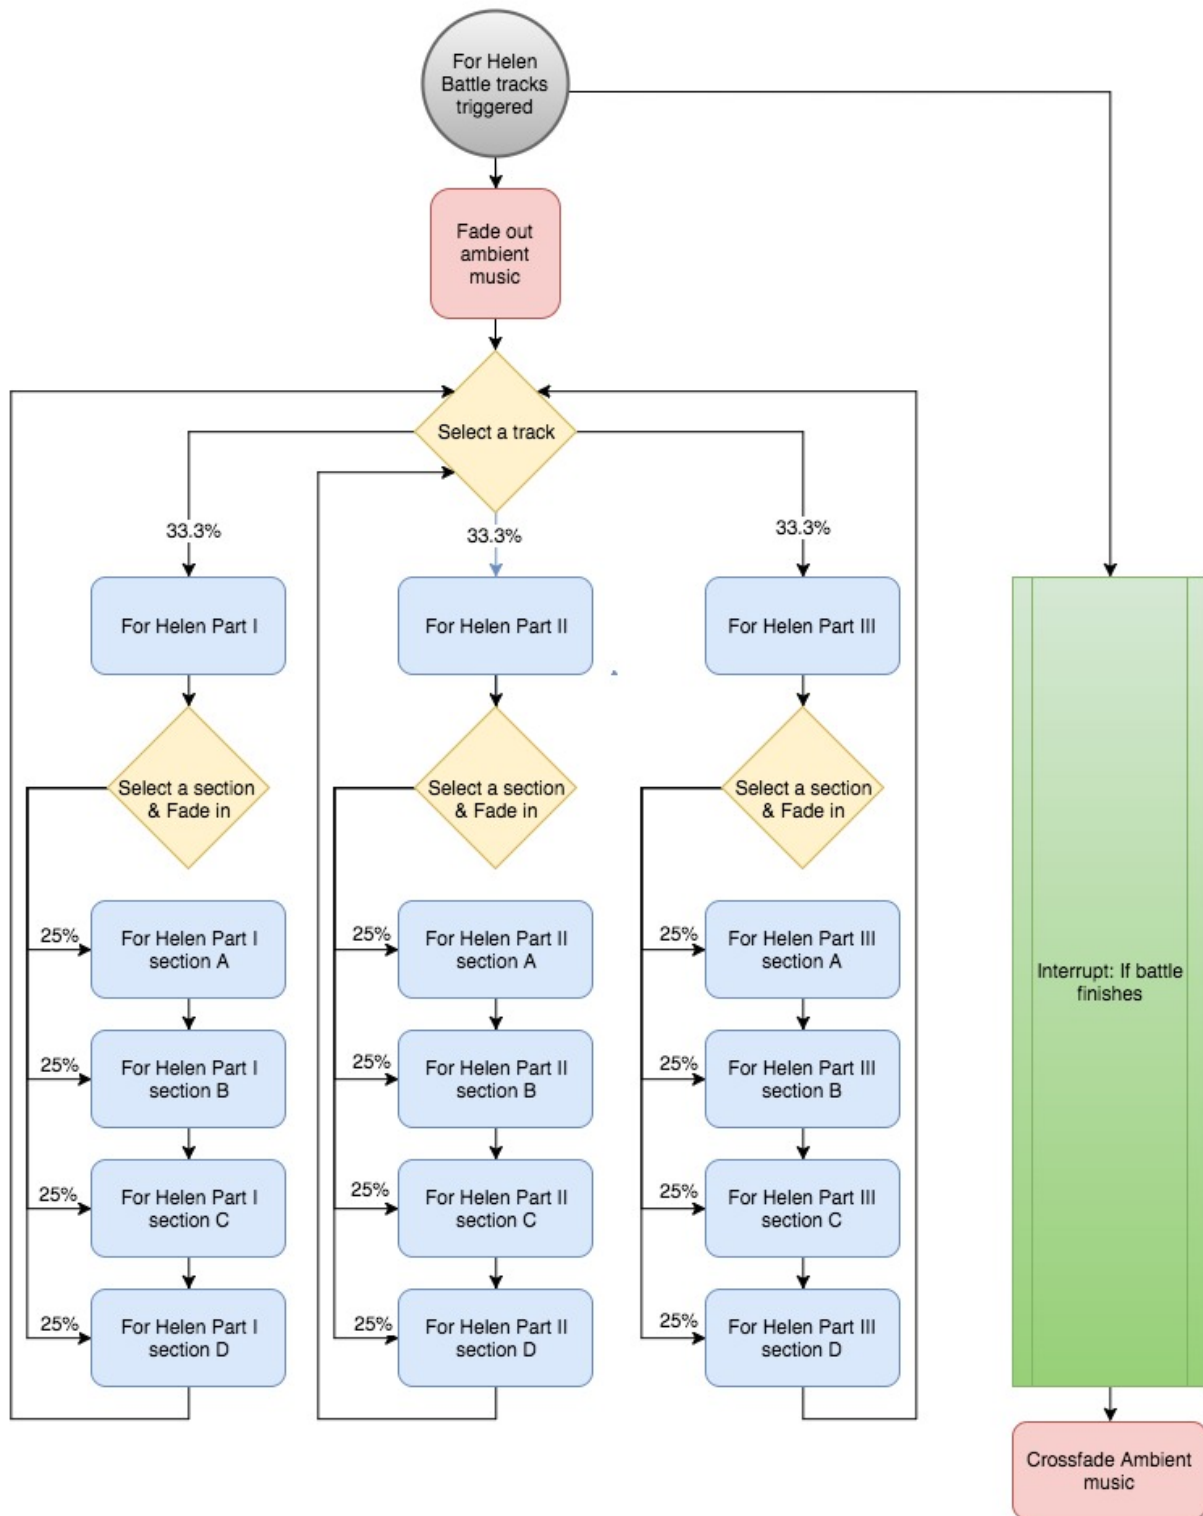 For Helen
Battle tracks
triggered
Fade out
ambient
music
Select a track
33.3%
33.3%
33.3%
For Helen Part I
For Helen Part II
For Helen Part III
Select a section
& Fade in
Select a section
& Fade in
Select a section
& Fade in
25%
For Helen Part I
section A
25%
For Helen Part II
section A
25%
For Helen Part III
section A
25%
For Helen Part I
section B
25%
For Helen Part II
section B
25%
For Helen Part III
section B
25%
For Helen Part I
section C
25%
For Helen Part II
section C
25%
For Helen Part III
section C
25%
For Helen Part I
section D
25%
For Helen Part II
section D
25%
For Helen Part III
section D
Interrupt: If battle
finishes
Crossfade Ambient
music